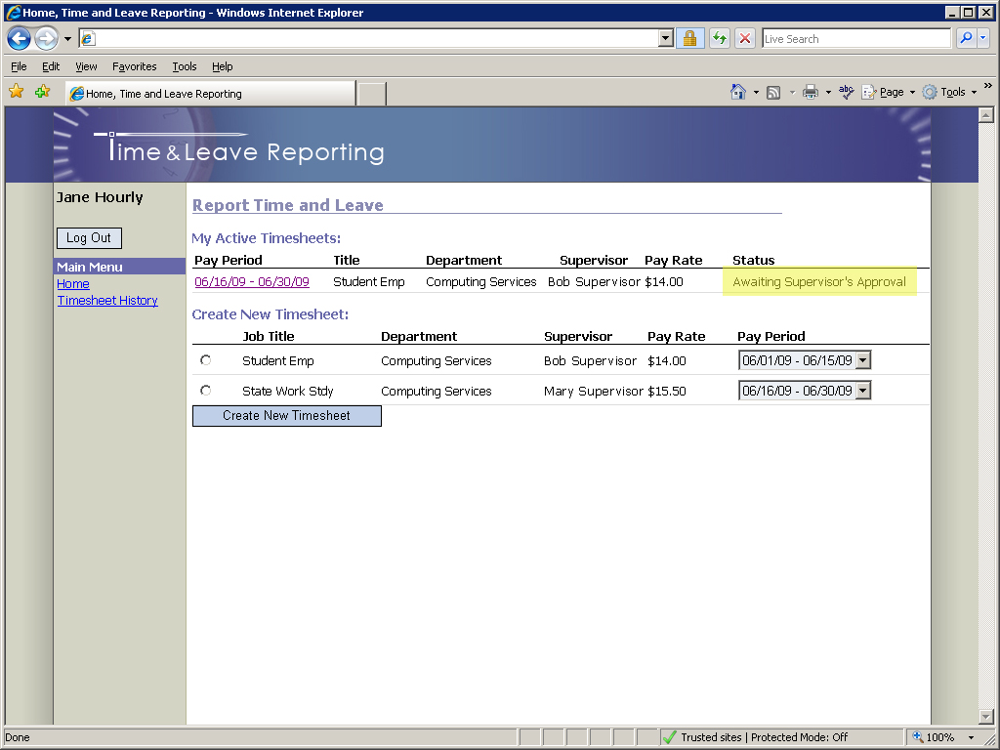 Home, Time and Leave Reporting - Windows Internet Explorer
Live Search
File Edit View Favorites Tools Help
Home, Time and Leave Reporting
abc Page Tools »
Time & Leave Reporting
Jane Hourly
Log Out
Main Menu
Home
Timesheet History
Report Time and Leave
My Active Timesheets:
Pay Period Title Department Supervisor Pay Rate Status
06/16/09 - 06/30/09 Student Emp Computing Services Bob Supervisor $14.00 Awaiting Supervisor's Approval
Create New Timesheet:
Job Title Department Supervisor Pay Rate Pay Period
Student Emp Computing Services Bob Supervisor $14.00 06/01/09 - 06/15/09
State Work Stdy Computing Services Mary Supervisor $15.50 06/16/09 - 06/30/09
Create New Timesheet
Done Trusted sites | Protected Mode: Off 100%